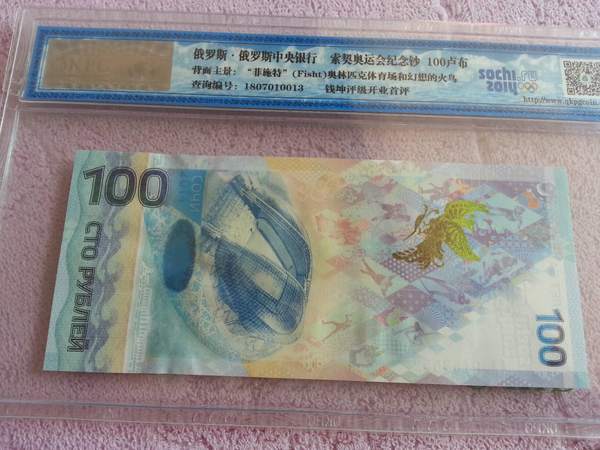 俄罗斯·俄罗斯中央银行 索契奥运会纪念钞 100卢布
背面主景：“菲施特”(Fisht)奥林匹克体育场和幻想的火鸟
查询编号：1807010013 钱坤评级开业首评
sochi.ru
2014
100
СТО РУБЛЕЙ
СОЧИ
100